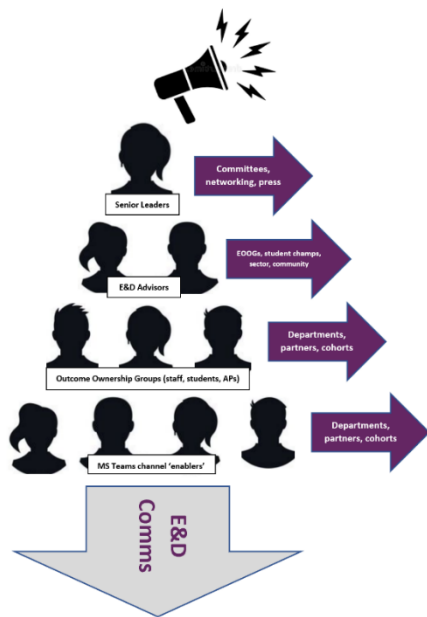 Committees,
networking, press
Senior Leaders
EOOGs, student champs,
sector, community
E&D Advisors
Departments,
partners, cohorts
Outcome Ownership Groups (staff, students, APs)
Departments,
partners, cohorts
MS Teams channel ‘enablers’
E&D
Comms